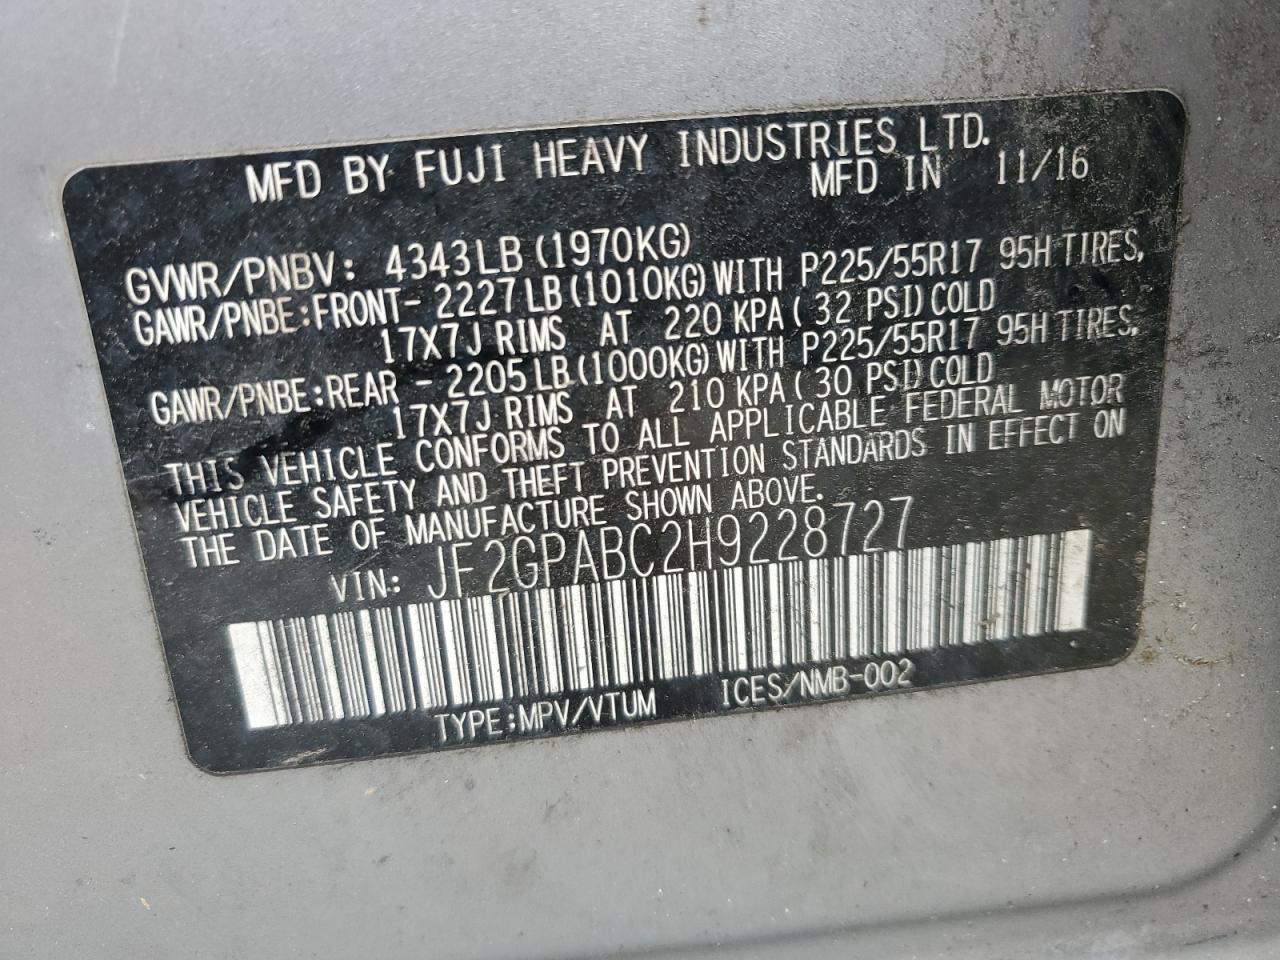 MFD BY FUJI HEAVY INDUSTRIES LTD.
MFD IN 11/16
GVWR/PNBV: 4343LB (1970KG)
GAWR/PNBE:FRONT- 2227LB(1010KG)WITH P225/55R17 95H TIRES,
17X7J RIMS AT 220 KPA( 32 PSI)COLD
GAWR/PNBE:REAR - 2205LB(1000KG)WITH P225/55R17 95H TIRES,
17X7J RIMS AT 210 KPA( 30 PSI)COLD
THIS VEHICLE CONFORMS TO ALL APPLICABLE FEDERAL MOTOR
VEHICLE SAFETY AND THEFT PREVENTION STANDARDS IN EFFECT ON
THE DATE OF MANUFACTURE SHOWN ABOVE.
VIN: JF2GPABC2H9228727
TYPE:MPV/VTUM ICES/NMB-002